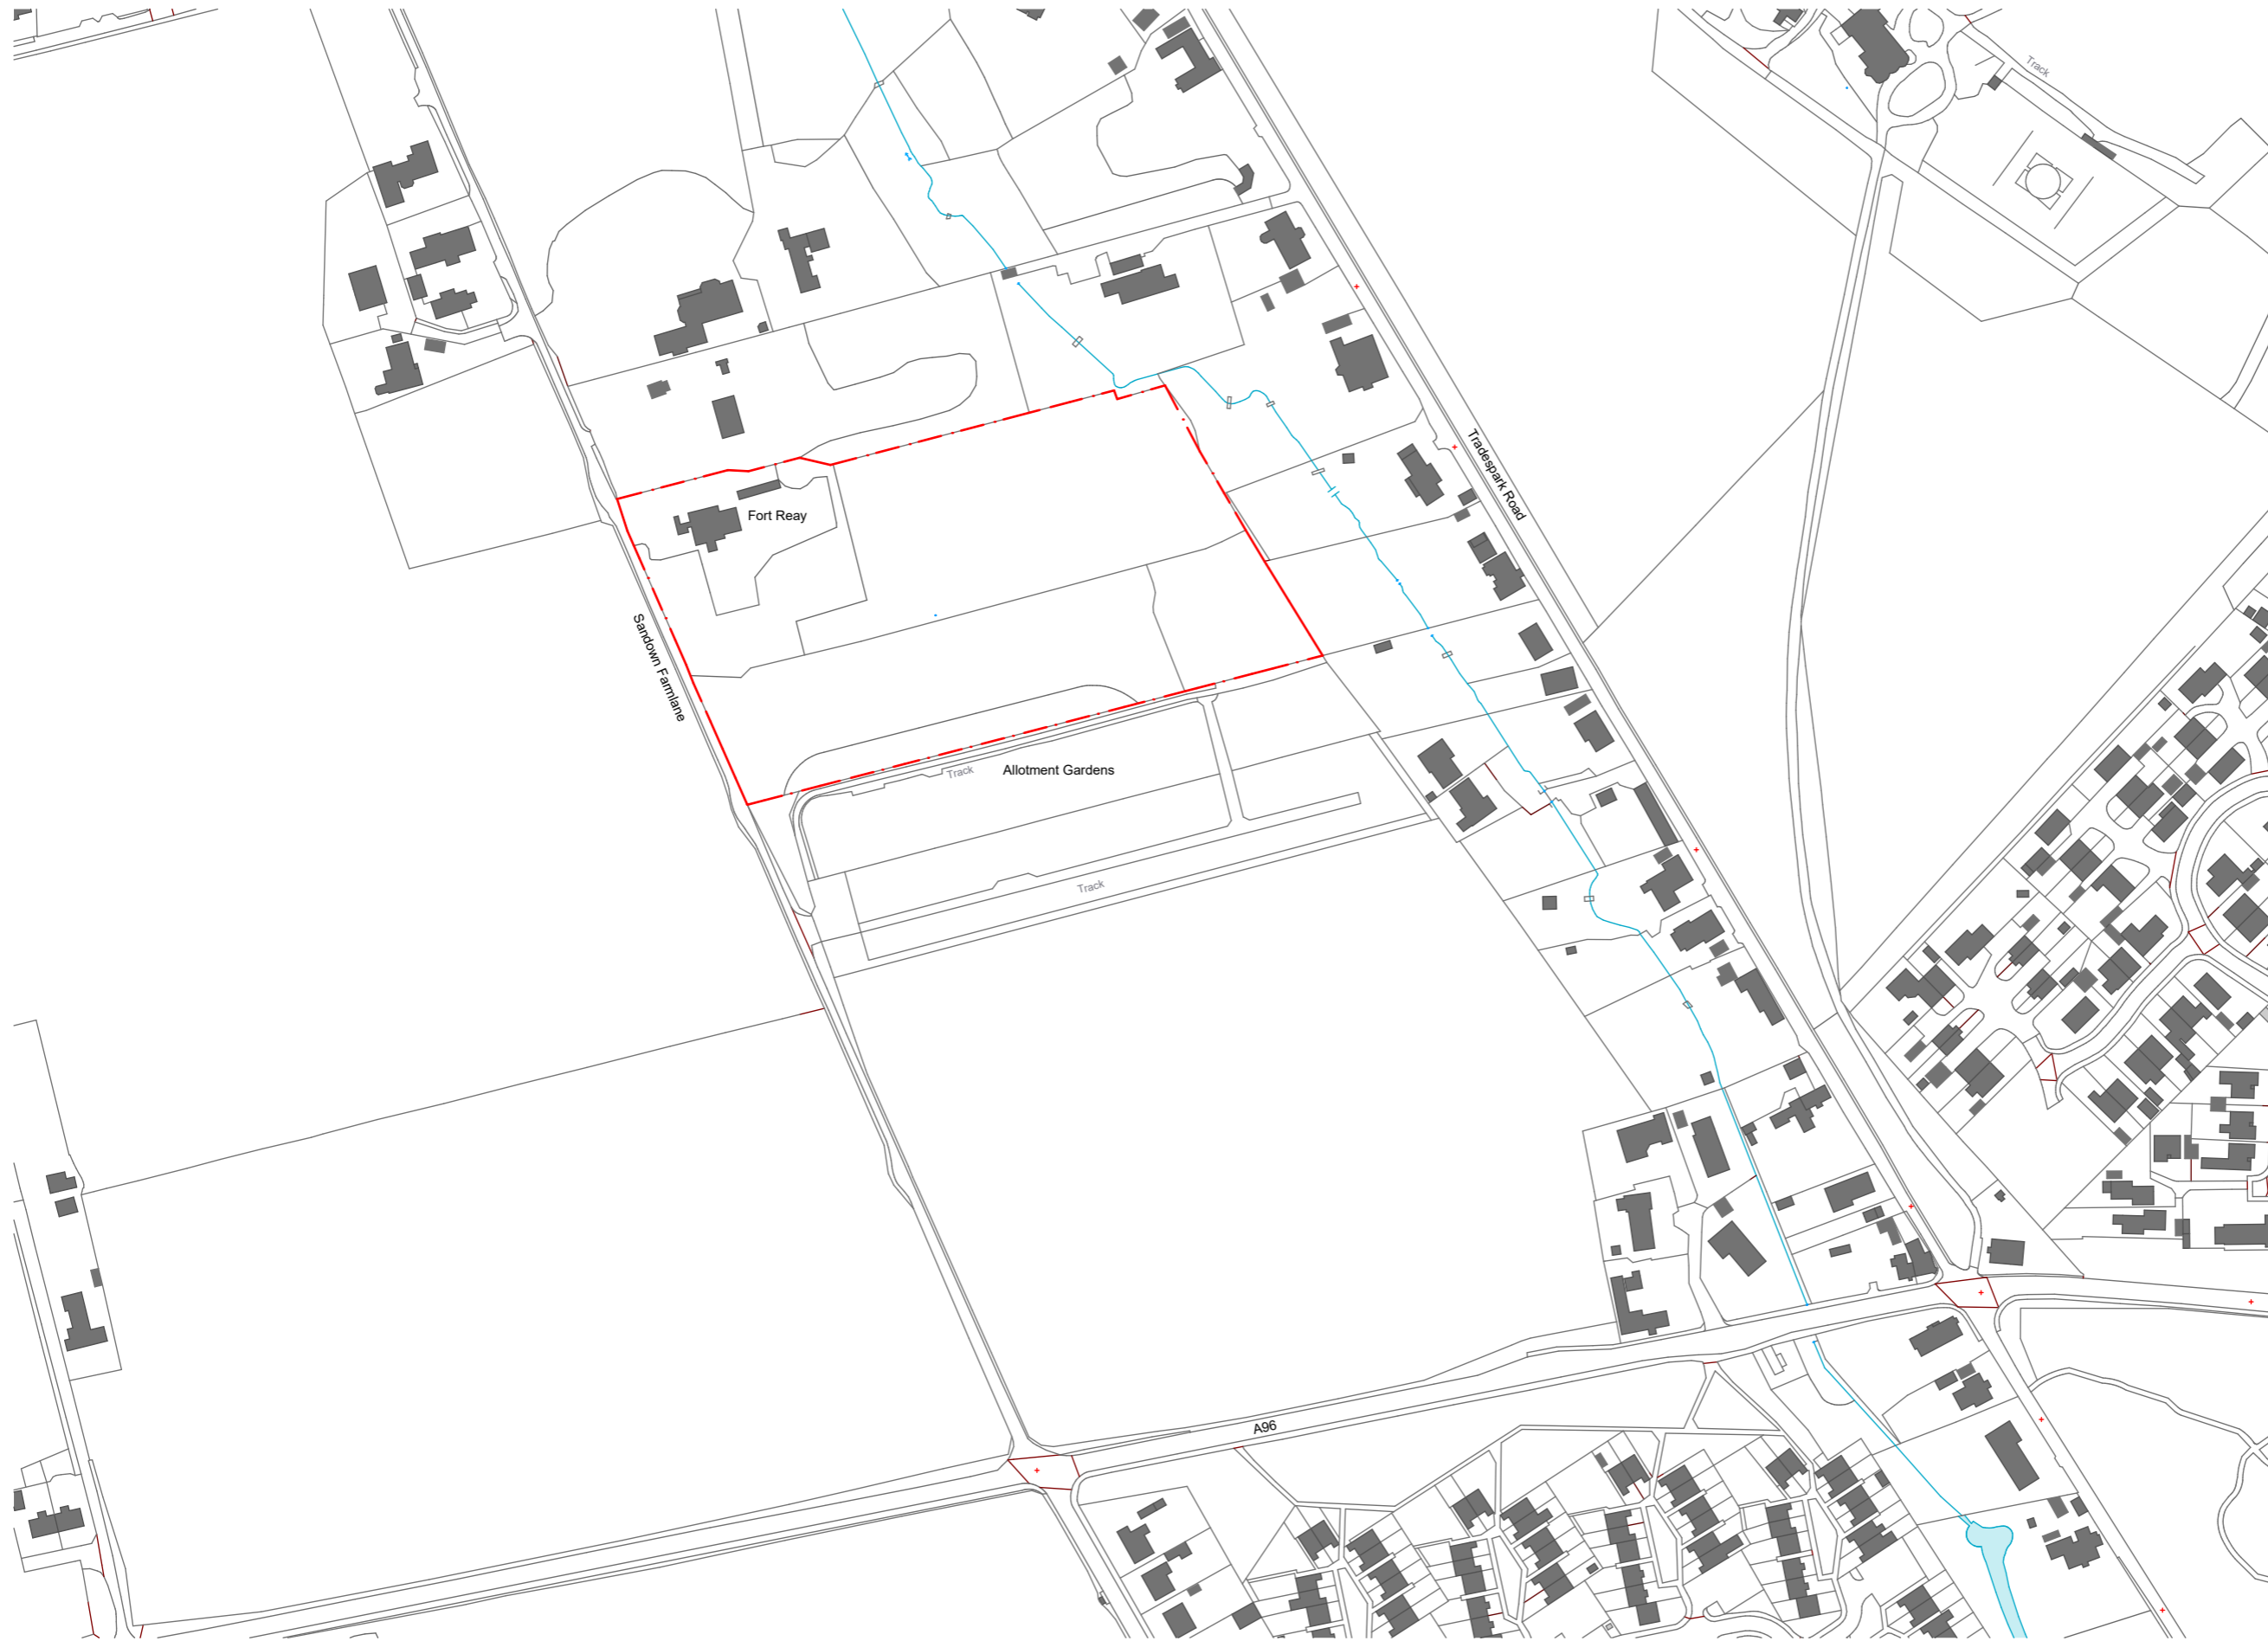 Track
Tradespark Road
Fort Reay
Sandown Farmlane
Track
Allotment Gardens
Track
A96